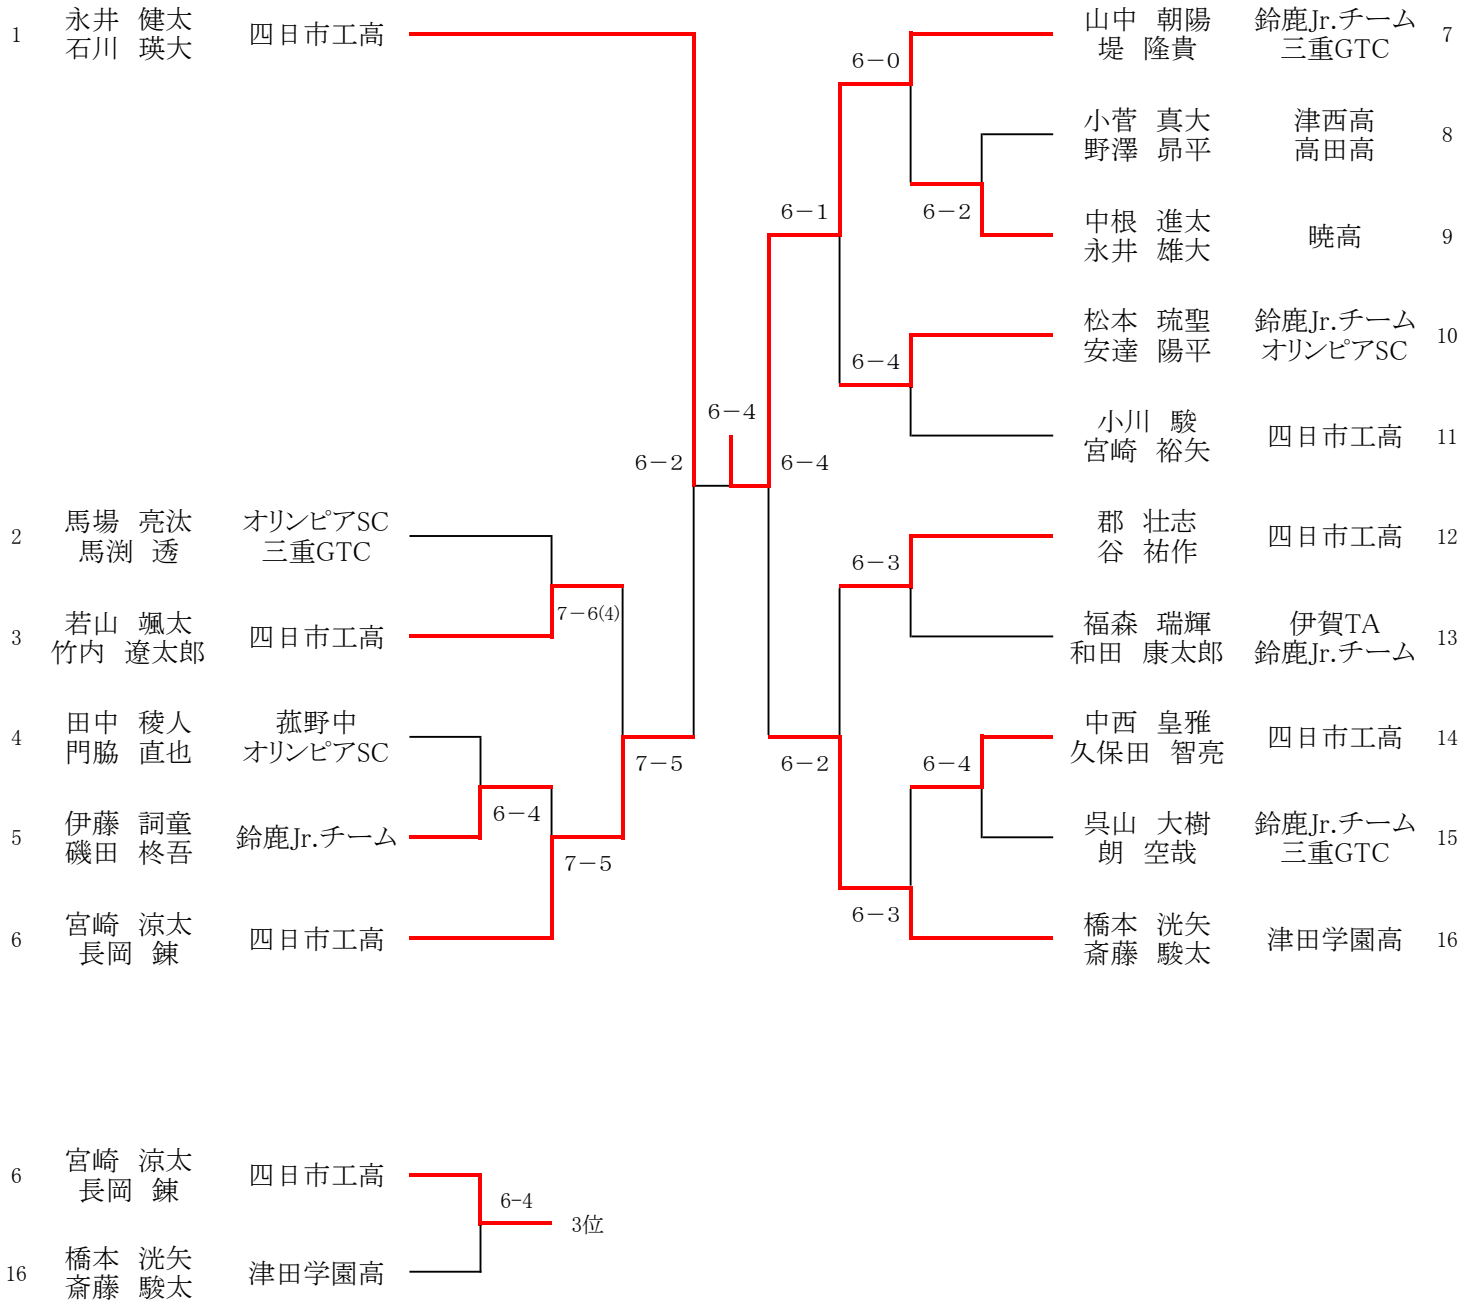 1
永井 健太
石川 瑛大
四日市工高
2
馬場 亮汰
馬渕 透
オリンピアSC
三重GTC
3
若山 颯太
竹内 遼太郎
四日市工高
4
田中 稜人
門脇 直也
菰野中
オリンピアSC
5
伊藤 詞童
磯田 柊吾
鈴鹿Jr.チーム
6
宮崎 涼太
長岡 錬
四日市工高
7－6(4)
6－4
7－5
7－5
6－2
6－4
6－4
6－1
6－0
6－2
6－4
6－3
6－2
6－4
6－3
山中 朝陽
堤 隆貴
鈴鹿Jr.チーム
三重GTC
7
小菅 真大
野澤 昴平
津西高
高田高
8
中根 進太
永井 雄大
暁高
9
松本 琉聖
安達 陽平
鈴鹿Jr.チーム
オリンピアSC
10
小川 駿
宮崎 裕矢
四日市工高
11
郡 壮志
谷 祐作
四日市工高
12
福森 瑞輝
和田 康太郎
伊賀TA
鈴鹿Jr.チーム
13
中西 皇雅
久保田 智亮
四日市工高
14
呉山 大樹
朗 空哉
鈴鹿Jr.チーム
三重GTC
15
橋本 洸矢
斎藤 駿太
津田学園高
16
6
宮崎 涼太
長岡 錬
四日市工高
6-4
3位
16
橋本 洸矢
斎藤 駿太
津田学園高